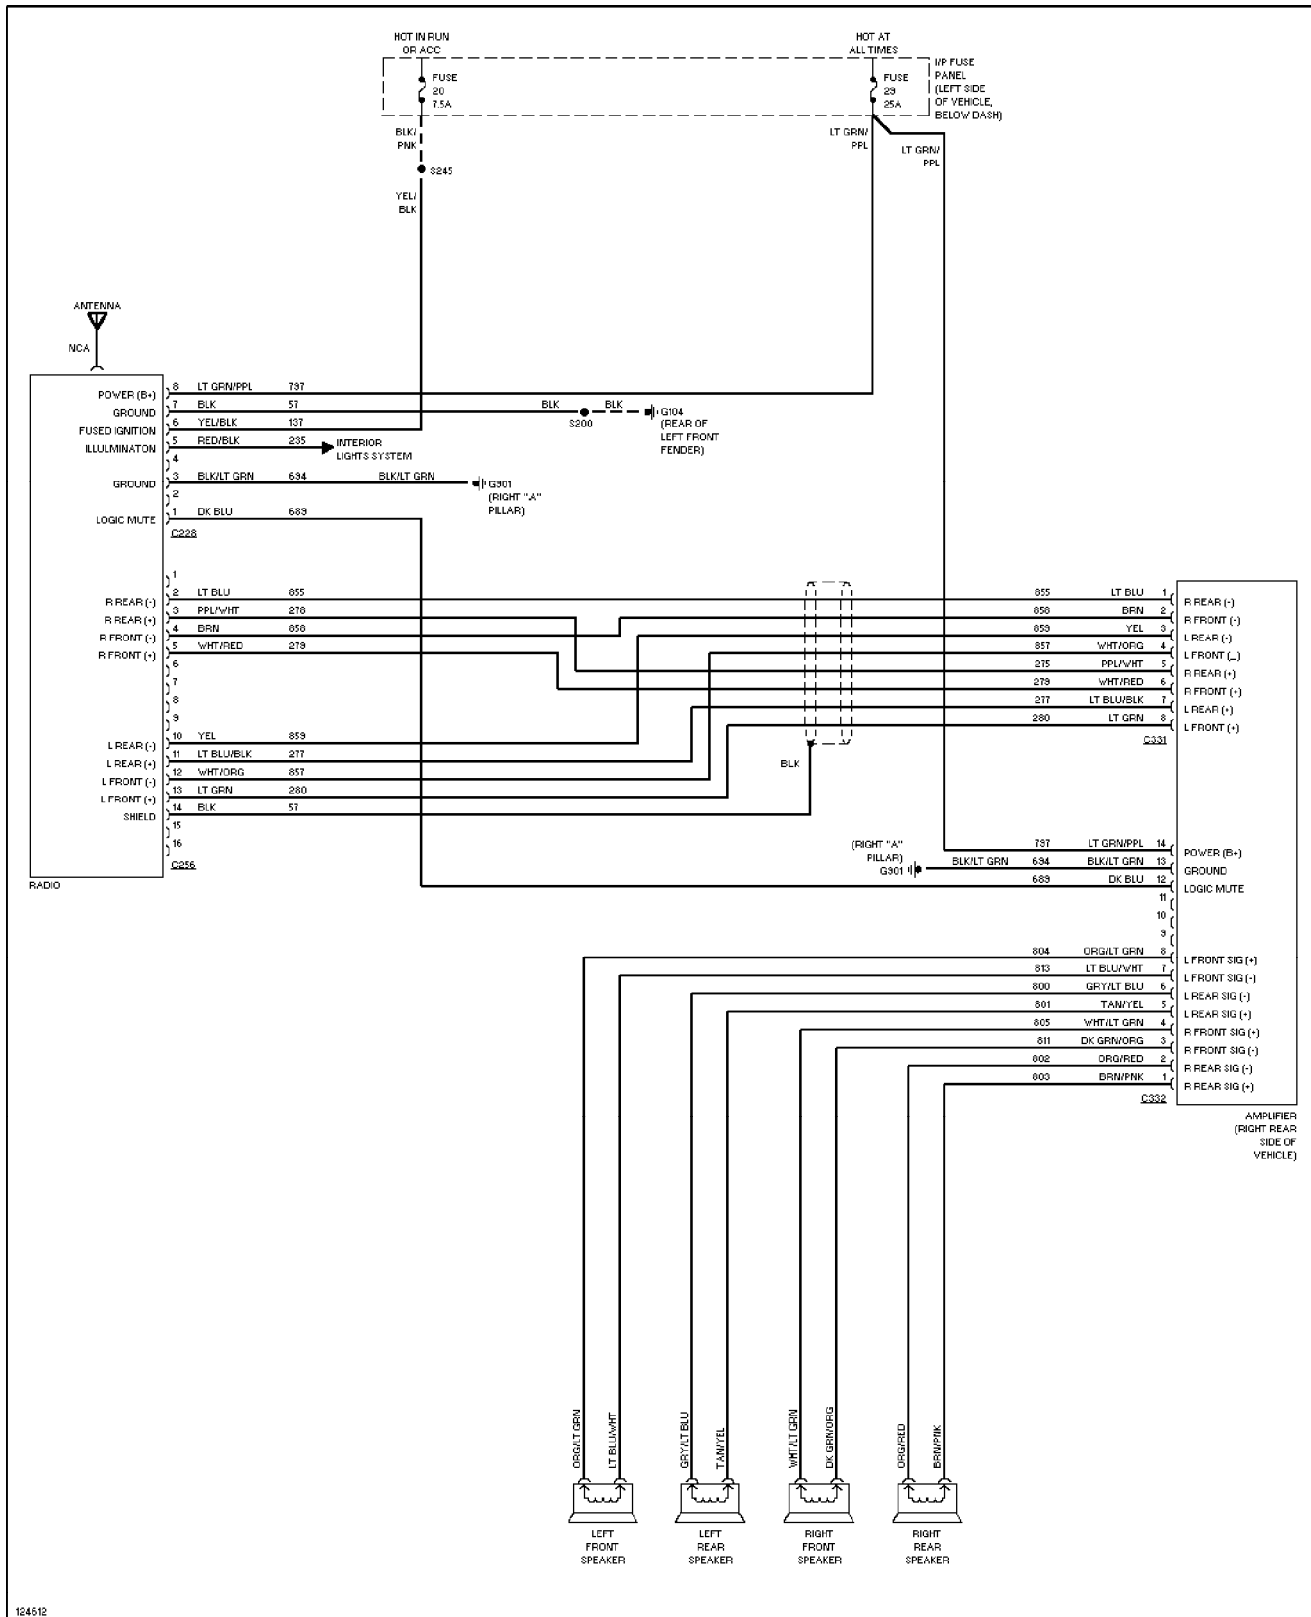 HOT IN RUN
OR ACC
HOT AT
ALL TIMES
FUSE
20
7.5A
FUSE
29
25A
I/P FUSE
PANEL
(LEFT SIDE
OF VEHICLE,
BELOW DASH)
BLK/
PNK
S245
YEL/
BLK
LT GRN/
PPL
LT GRN/
PPL
ANTENNA
NCA
POWER (B+) 8 LT GRN/PPL 797
GROUND 7 BLK 57 BLK S200 BLK G104
(REAR OF
LEFT FRONT
FENDER)
FUSED IGNITION 6 YEL/BLK 137
ILLULMINATON 5 RED/BLK 235 INTERIOR
LIGHTS SYSTEM
4
GROUND 3 BLK/LT GRN 694 BLK/LT GRN G901
(RIGHT "A"
PILLAR)
2
LOGIC MUTE 1 DK BLU 689
C228
1
R REAR (-) 2 LT BLU 855
R REAR (+) 3 PPL/WHT 278
R FRONT (-) 4 BRN 858
R FRONT (+) 5 WHT/RED 279
6
7
8
9
L REAR (-) 10 YEL 859
L REAR (+) 11 LT BLU/BLK 277
L FRONT (-) 12 WHT/ORG 857
L FRONT (+) 13 LT GRN 280
SHIELD 14 BLK 57
15
16
C256
RADIO
BLK
855 LT BLU 1 R REAR (-)
858 BRN 2 R FRONT (-)
859 YEL 3 L REAR (-)
857 WHT/ORG 4 L FRONT (_)
275 PPL/WHT 5 R REAR (+)
279 WHT/RED 6 R FRONT (+)
277 LT BLU/BLK 7 L REAR (+)
280 LT GRN 8 L FRONT (+)
C331
797 LT GRN/PPL 14 POWER (B+)
(RIGHT "A"
PILLAR)
G901 BLK/LT GRN 694 BLK/LT GRN 13 GROUND
689 DK BLU 12 LOGIC MUTE
11
10
9
804 ORG/LT GRN 8 L FRONT SIG (+)
813 LT BLU/WHT 7 L FRONT SIG (-)
800 GRY/LT BLU 6 L REAR SIG (-)
801 TAN/YEL 5 L REAR SIG (+)
805 WHT/LT GRN 4 R FRONT SIG (+)
811 DK GRN/ORG 3 R FRONT SIG (-)
802 ORG/RED 2 R REAR SIG (-)
803 BRN/PNK 1 R REAR SIG (+)
C332
AMPLIFIER
(RIGHT REAR
SIDE OF
VEHICLE)
ORG/LT GRN
LT BLU/WHT
GRY/LT BLU
TAN/YEL
WHT/LT GRN
DK GRN/ORG
ORG/RED
BRN/PNK
LEFT
FRONT
SPEAKER
LEFT
REAR
SPEAKER
RIGHT
FRONT
SPEAKER
RIGHT
REAR
SPEAKER
124612